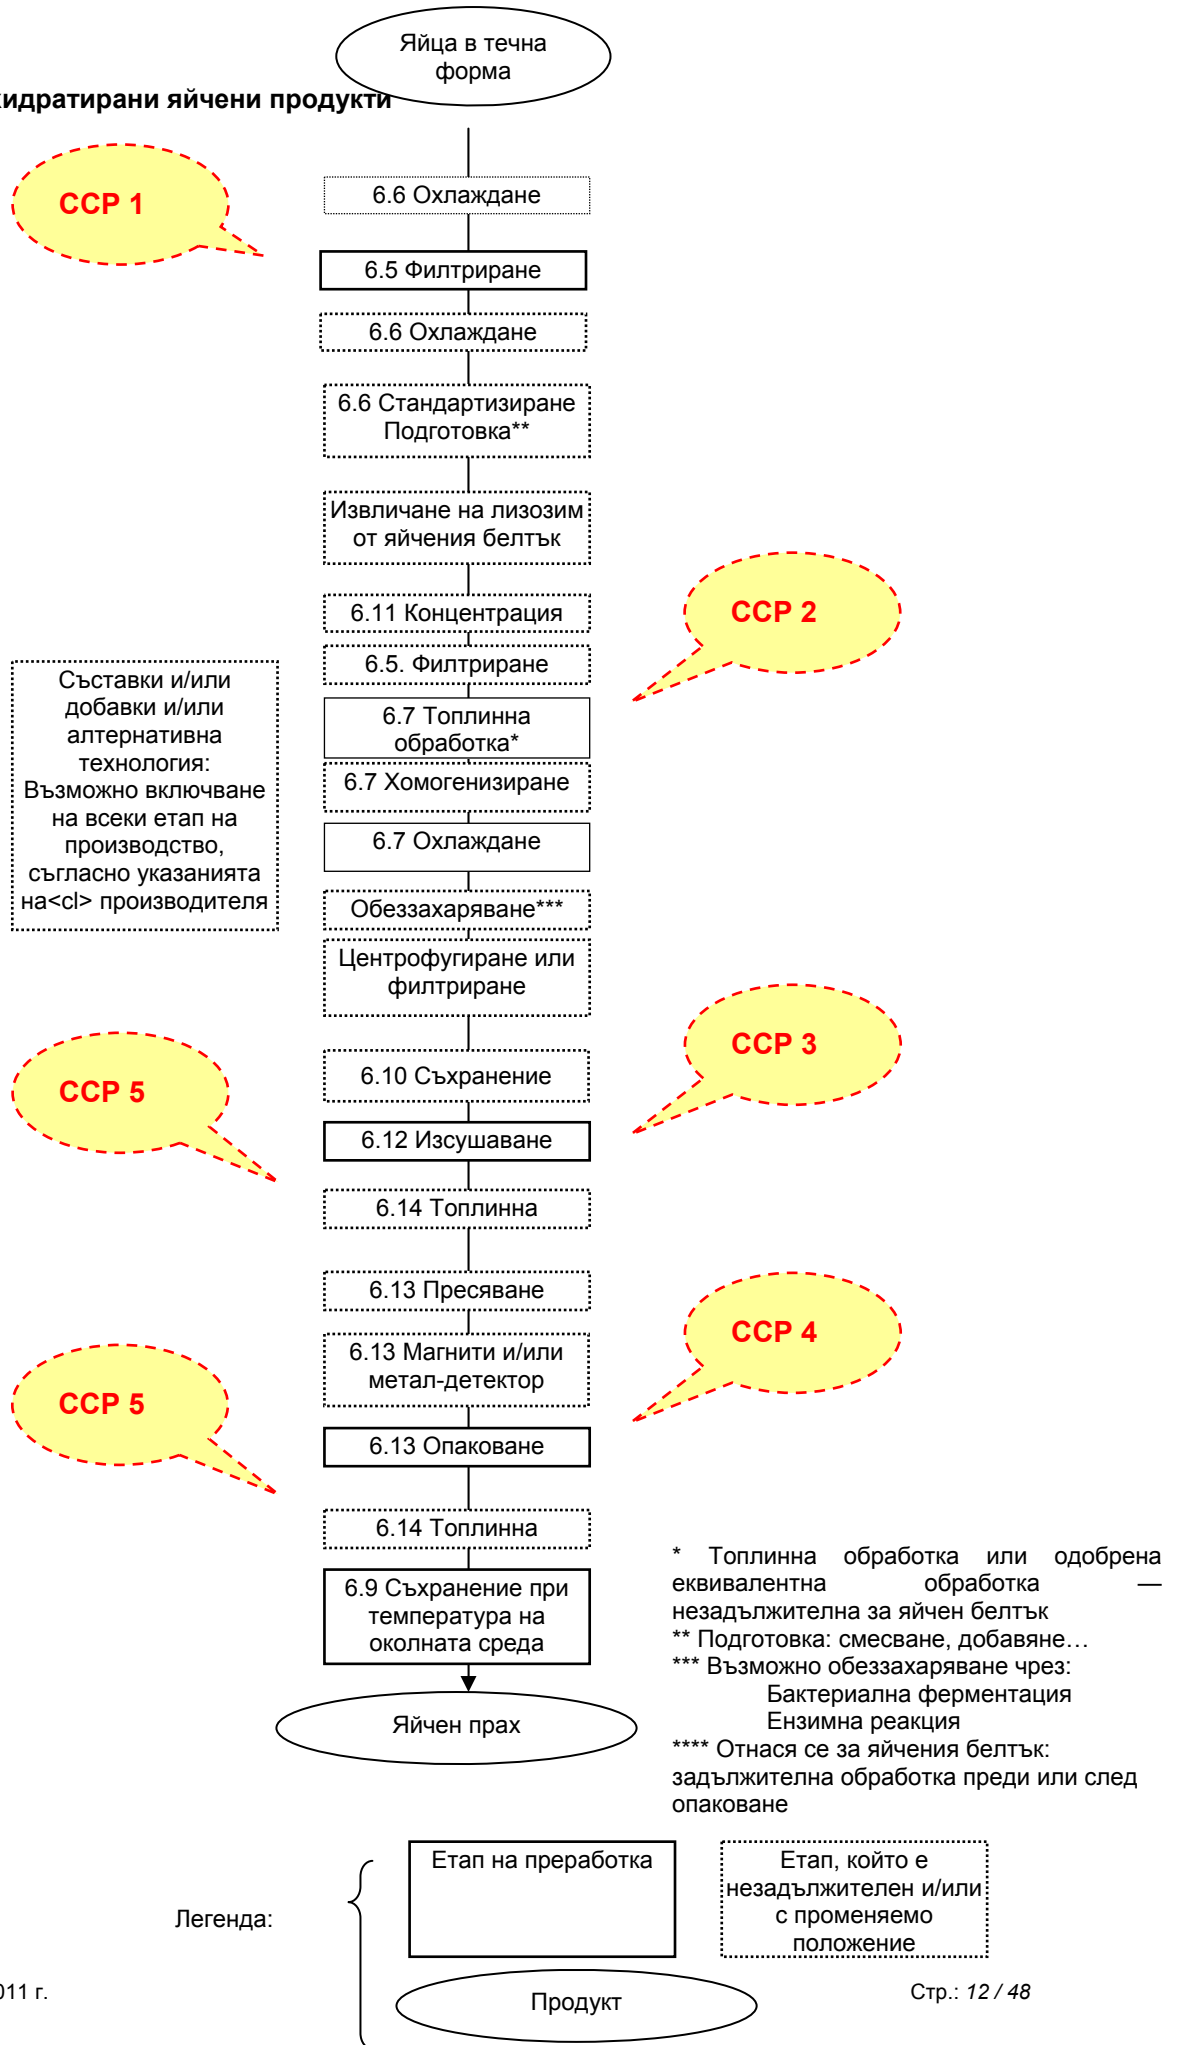 Яйца в течна
форма
идратирани яйчени продукти
CCP 1
6.6 Охлаждане
6.5 Филтриране
6.6 Охлаждане
6.6 Стандартизиране
Подготовка**
Извличане на лизозим
от яйчения белтък
CCP 2
6.11 Концентрация
6.5. Филтриране
Съставки и/или
добавки и/или
алтернативна
технология:
Възможно включване
на всеки етап на
производство,
съгласно указанията
на<cl> производителя
6.7 Топлинна
обработка*
6.7 Хомогенизиране
6.7 Охлаждане
Обеззахаряване***
Центрофугиране или
филтриране
CCP 3
CCP 5
6.10 Съхранение
6.12 Изсушаване
6.14 Топлинна
6.13 Пресяване
CCP 4
6.13 Магнити и/или
метал-детектор
CCP 5
6.13 Опаковане
6.14 Топлинна
6.9 Съхранение при
температура на
околната среда
Яйчен прах
* Топлинна обработка или одобрена
еквивалентна обработка —
незадължителна за яйчен белтък
** Подготовка: смесване, добавяне…
*** Възможно обеззахаряване чрез:
Бактериална ферментация
Ензимна реакция
**** Отнася се за яйчения белтък:
задължителна обработка преди или след
опаковане
Легенда:
Етап на преработка
Етап, който е
незадължителен и/или
с променяемо
положение
Продукт
011 г.
Стр.: 12 / 48